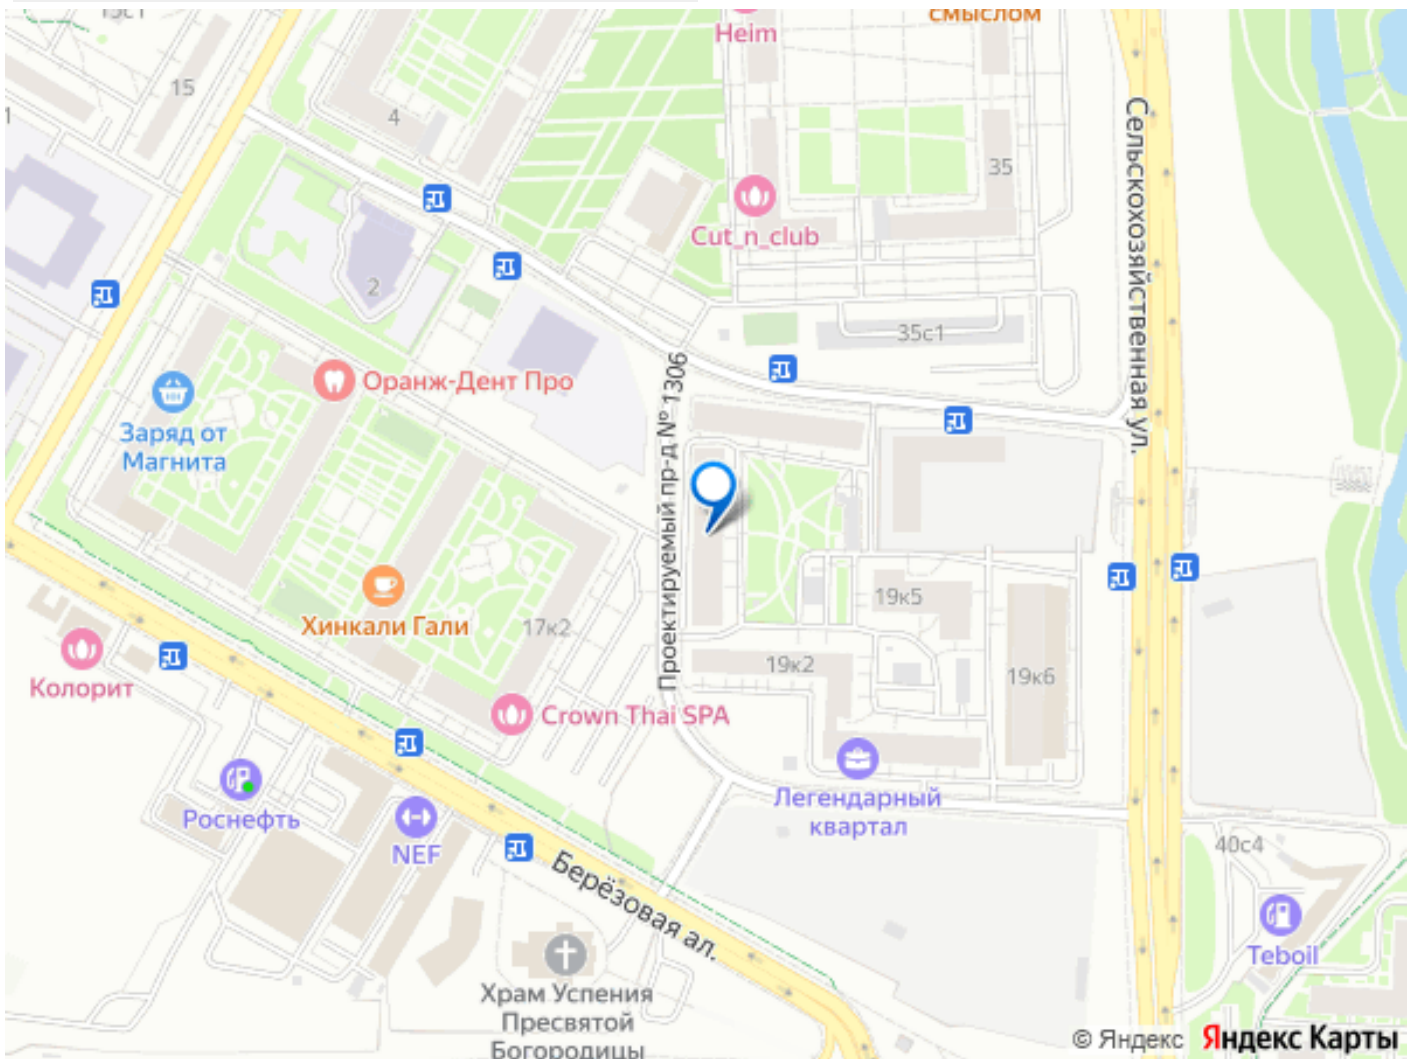 Heim
смыслом
15
4
35
Cut_n_club
2
35с1
Сельскохозяйственная ул.
Оранж-Дент Про
Проектируемый пр-д № 1306
Заряд от
Магнита
19к5
Хинкали Гали
17к2
19к2
19к6
Колорит
Crown Thai SPA
Легендарный
квартал
Роснефть
NEF
40с4
Берёзовая ал.
Teboil
Храм Успения
Пресвятой
Богородицы
© Яндекс Яндекс Карты